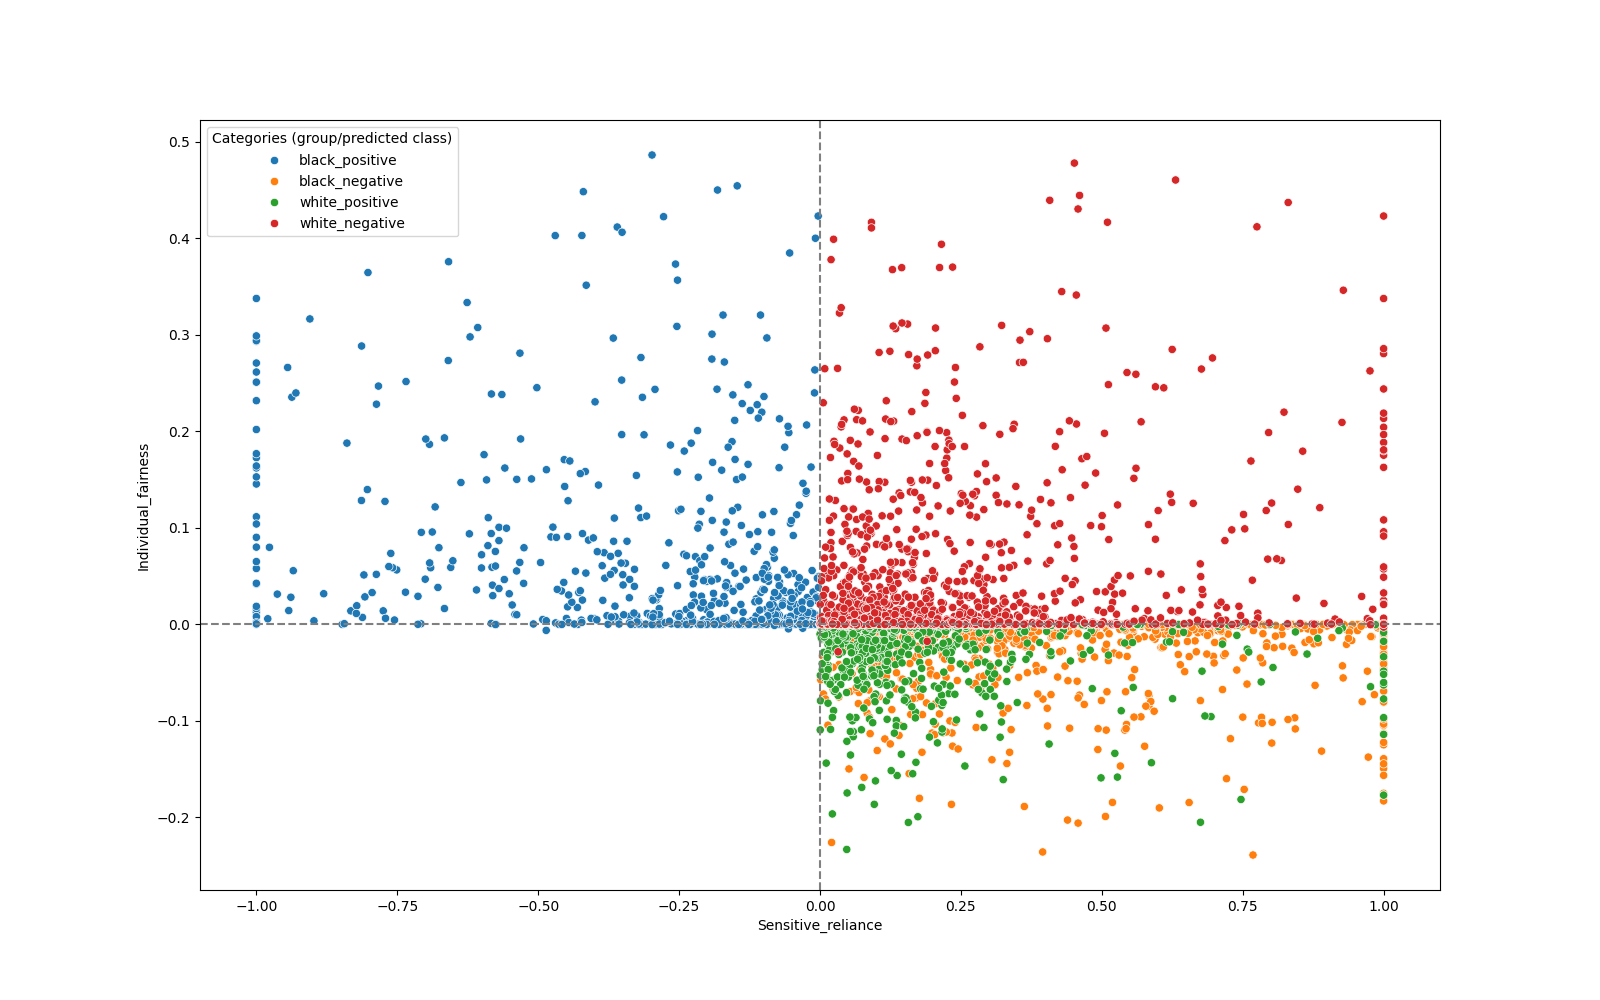 Categories (group/predicted class)
black_positive
black_negative
white_positive
white_negative
0.5
0.4
0.3
0.2
0.1
0.0
−0.1
−0.2
Individual_fairness
−1.00
−0.75
−0.50
−0.25
0.00
0.25
0.50
0.75
1.00
Sensitive_reliance